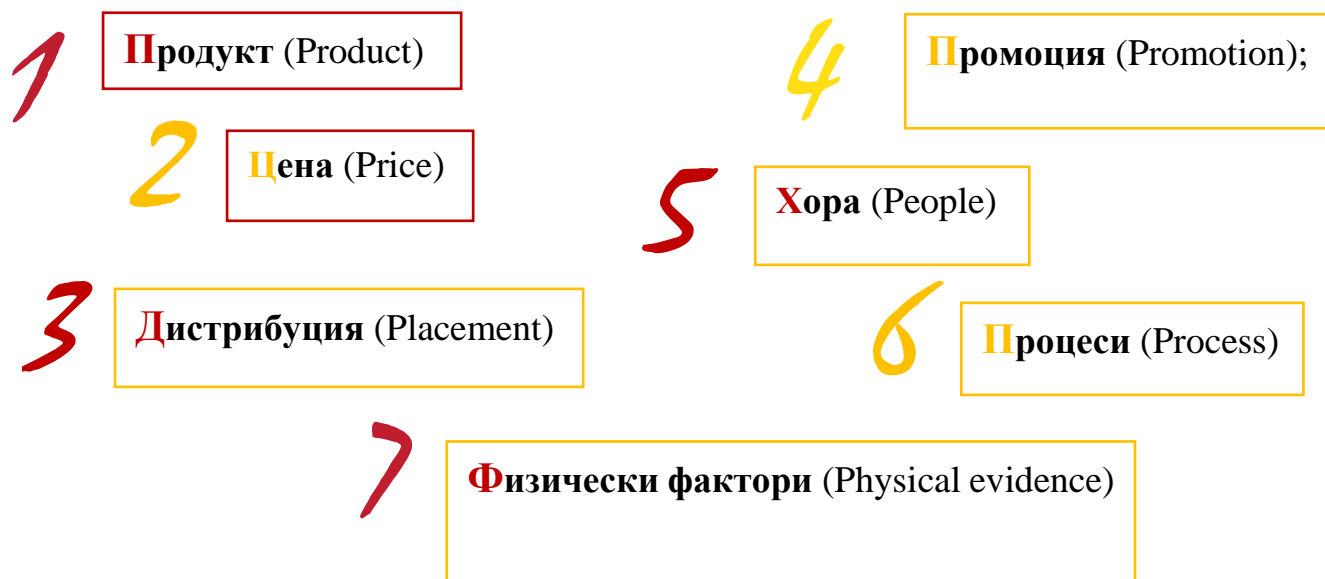 1 Продукт (Product)
2 Цена (Price)
3 Дистрибуция (Placement)
4 Промоция (Promotion);
5 Хора (People)
6 Процеси (Process)
7 Физически фактори (Physical evidence)